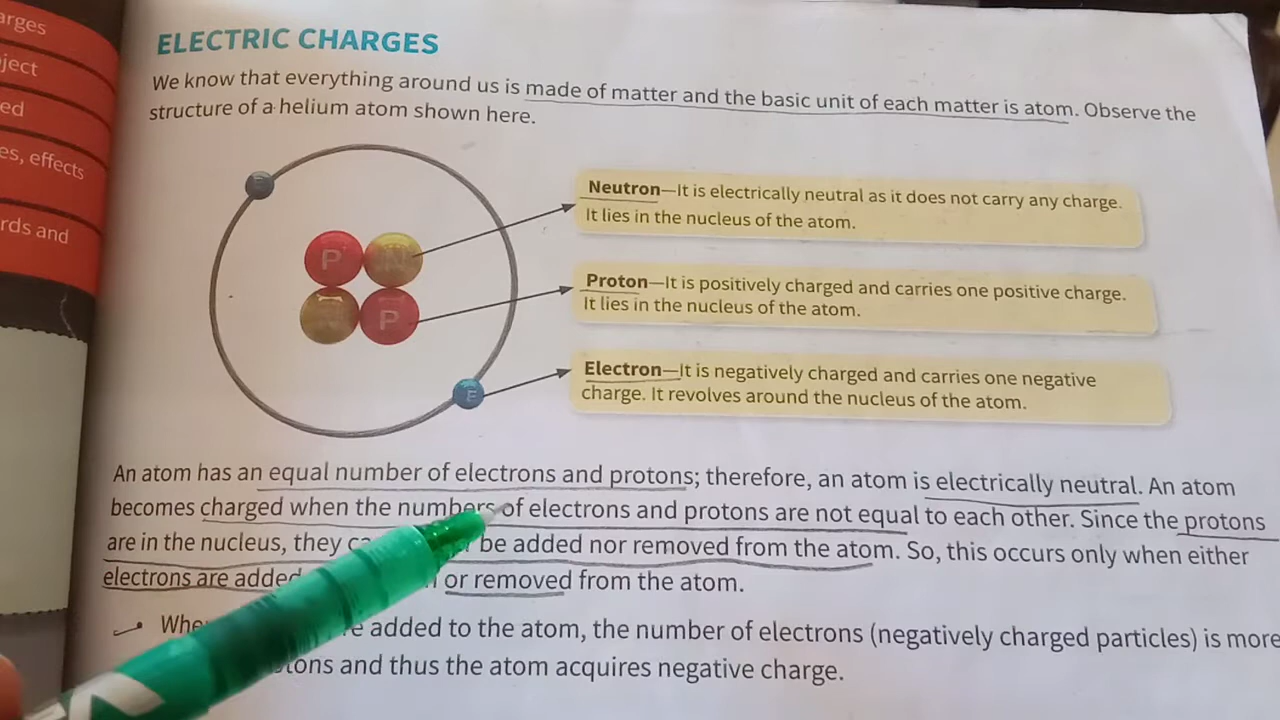 arges
ject
ed
es, effects
rds and
ELECTRIC CHARGES
We know that everything around us is made of matter and the basic unit of each matter is atom. Observe the
structure of a helium atom shown here.
E
P N
P
E
Neutron—It is electrically neutral as it does not carry any charge.
It lies in the nucleus of the atom.
Proton—It is positively charged and carries one positive charge.
It lies in the nucleus of the atom.
Electron—It is negatively charged and carries one negative
charge. It revolves around the nucleus of the atom.
An atom has an equal number of electrons and protons; therefore, an atom is electrically neutral. An atom
becomes charged when the numbers of electrons and protons are not equal to each other. Since the protons
are in the nucleus, they be added nor removed from the atom. So, this occurs only when either
electrons are added or removed from the atom.
added to the atom, the number of electrons (negatively charged particles) is more
and thus the atom acquires negative charge.